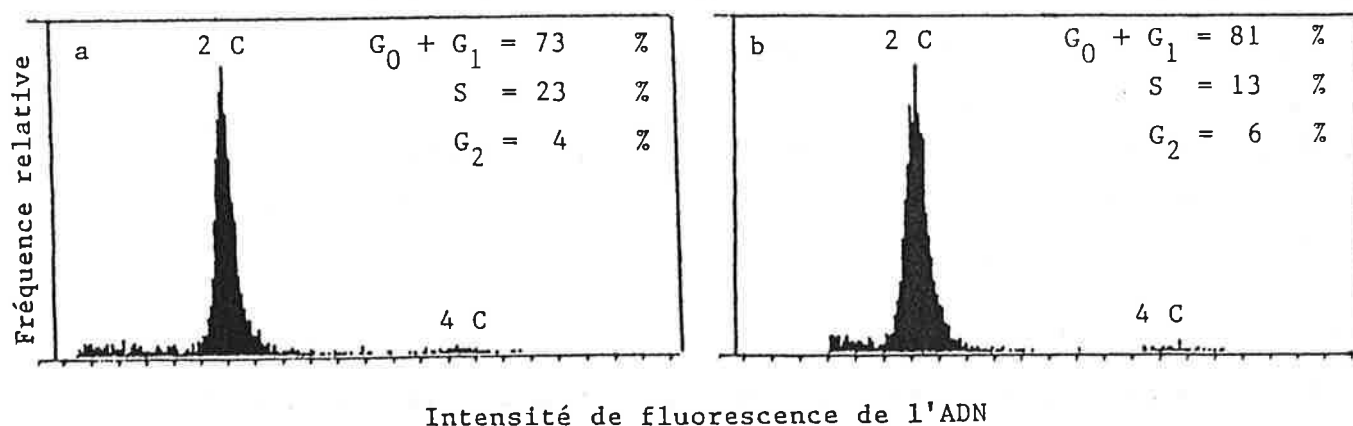 Fréquence relative
a 2 C G₀ + G₁ = 73 %
S = 23 %
G₂ = 4 %
4 C
b 2 C G₀ + G₁ = 81 %
S = 13 %
G₂ = 6 %
4 C
Intensité de fluorescence de l'ADN